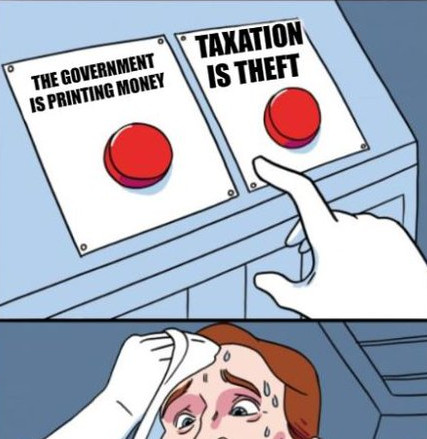 THE GOVERNMENT
IS PRINTING MONEY
TAXATION
IS THEFT